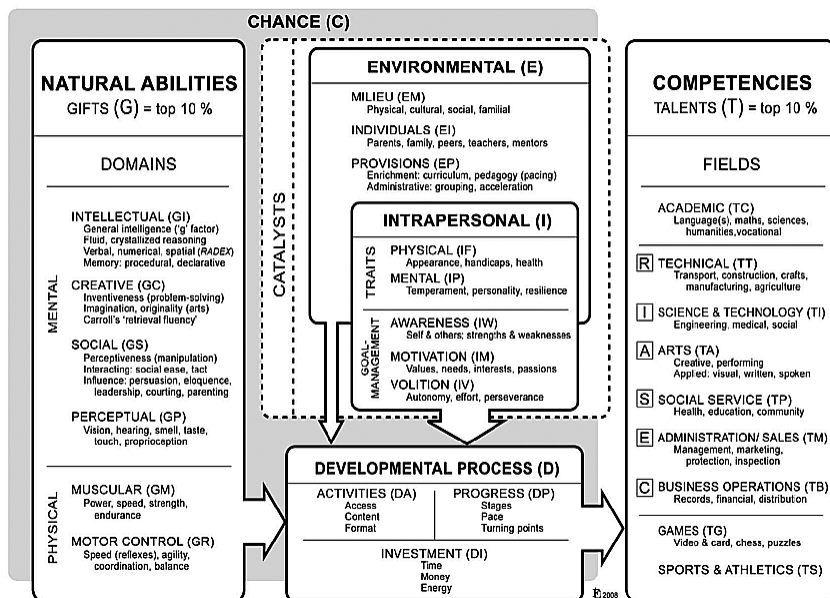 CHANCE (C)
NATURAL ABILITIES
GIFTS (G) = top 10 %
DOMAINS
MENTAL
INTELLECTUAL (GI)
General intelligence ('g' factor)
Fluid, crystallized reasoning
Verbal, numerical, spatial (RADEX)
Memory: procedural, declarative
CREATIVE (GC)
Inventiveness (problem-solving)
Imagination, originality (arts)
Carroll's 'retrieval fluency'
SOCIAL (GS)
Perceptiveness (manipulation)
Interacting: social ease, tact
Influence: persuasion, eloquence,
leadership, courting, parenting
PERCEPTUAL (GP)
Vision, hearing, smell, taste,
touch, proprioception
PHYSICAL
MUSCULAR (GM)
Power, speed, strength,
endurance
MOTOR CONTROL (GR)
Speed (reflexes), agility,
coordination, balance
CATALYSTS
ENVIRONMENTAL (E)
MILIEU (EM)
Physical, cultural, social, familial
INDIVIDUALS (EI)
Parents, family, peers, teachers, mentors
PROVISIONS (EP)
Enrichment: curriculum, pedagogy (pacing)
Administrative: grouping, acceleration
INTRAPERSONAL (I)
TRAITS
PHYSICAL (IF)
Appearance, handicaps, health
MENTAL (IP)
Temperament, personality, resilience
GOAL-
MANAGEMENT
AWARENESS (IW)
Self & others; strengths & weaknesses
MOTIVATION (IM)
Values, needs, interests, passions
VOLITION (IV)
Autonomy, effort, perseverance
DEVELOPMENTAL PROCESS (D)
ACTIVITIES (DA)
Access
Content
Format
PROGRESS (DP)
Stages
Pace
Turning points
INVESTMENT (DI)
Time
Money
Energy
2008
COMPETENCIES
TALENTS (T) = top 10 %
FIELDS
ACADEMIC (TC)
Language(s), maths, sciences,
humanities,vocational
R TECHNICAL (TT)
Transport, construction, crafts,
manufacturing, agriculture
I SCIENCE & TECHNOLOGY (TI)
Engineering, medical, social
A ARTS (TA)
Creative, performing
Applied: visual, written, spoken
S SOCIAL SERVICE (TP)
Health, education, community
E ADMINISTRATION/ SALES (TM)
Management, marketing,
protection, inspection
C BUSINESS OPERATIONS (TB)
Records, financial, distribution
GAMES (TG)
Video & card, chess, puzzles
SPORTS & ATHLETICS (TS)